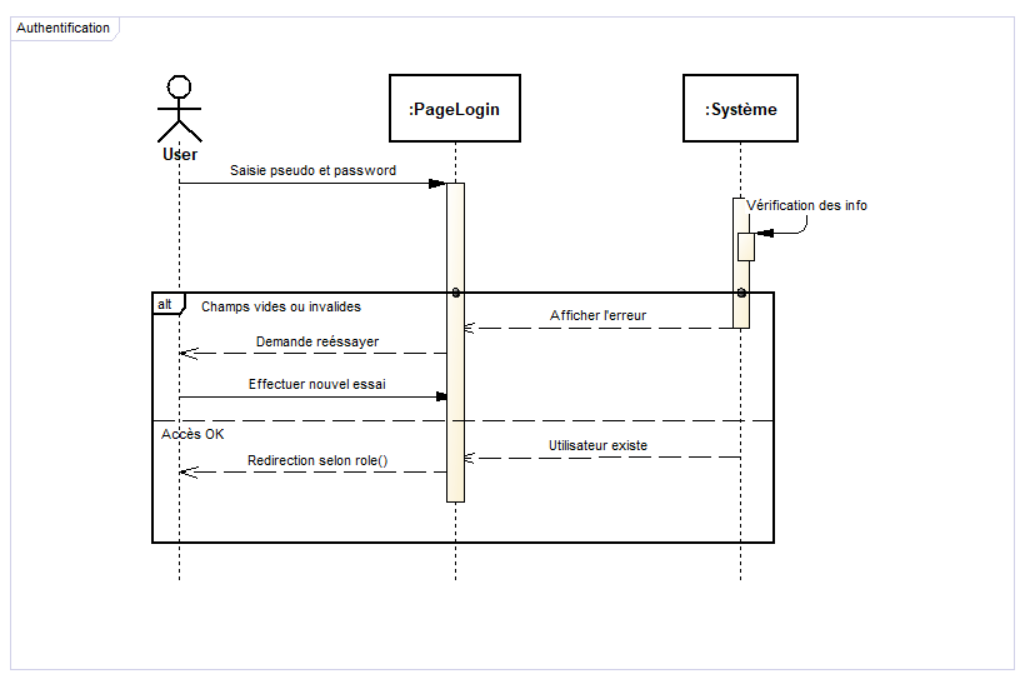 Authentification
:PageLogin
:Système
User
Saisie pseudo et password
Vérification des info
alt
Champs vides ou invalides
Afficher l'erreur
Demande reéssayer
Effectuer nouvel essai
Accès OK
Utilisateur existe
Redirection selon role()